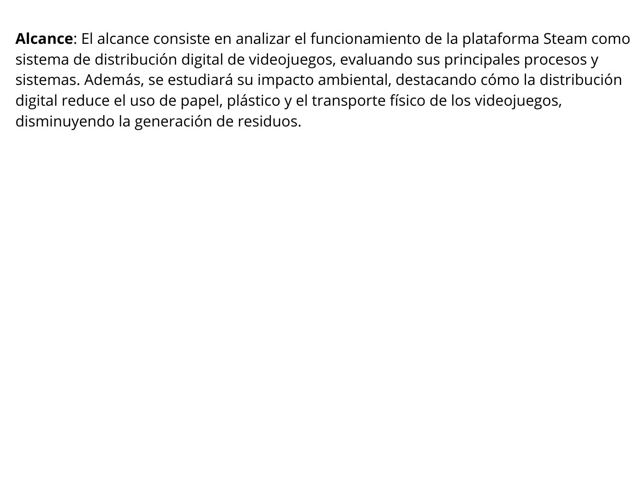 Alcance: El alcance consiste en analizar el funcionamiento de la plataforma Steam como
sistema de distribución digital de videojuegos, evaluando sus principales procesos y
sistemas. Además, se estudiará su impacto ambiental, destacando cómo la distribución
digital reduce el uso de papel, plástico y el transporte físico de los videojuegos,
disminuyendo la generación de residuos.